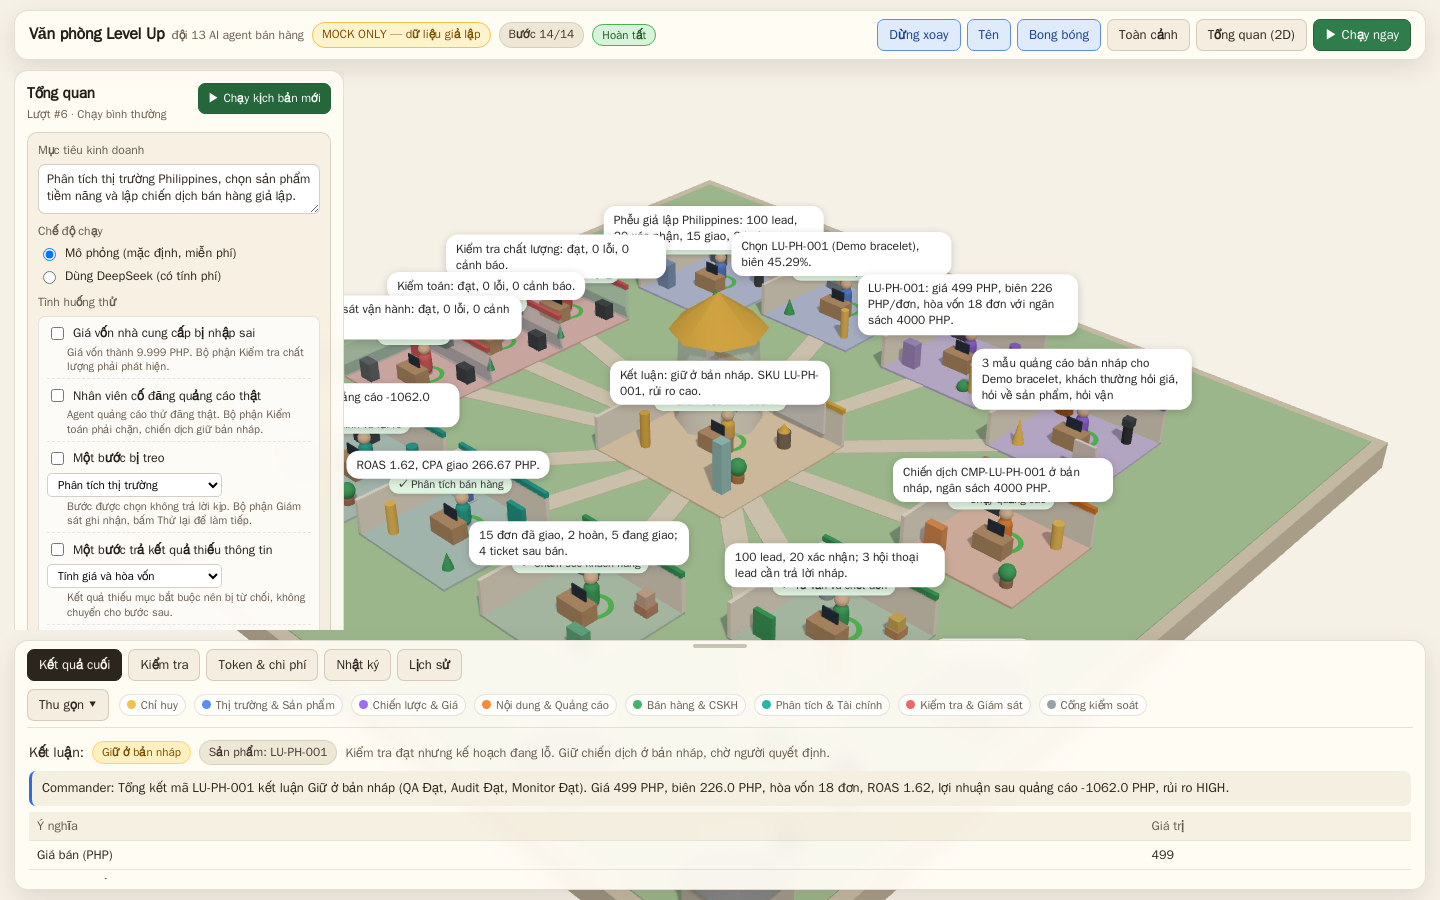 Văn phòng Level Up đội 13 AI agent bán hàng MOCK ONLY — dữ liệu giả lập Bước 14/14 Hoàn tất Dừng xoay Tên Bong bóng Toàn cảnh Tổng quan (2D) ▶ Chạy ngay
Tổng quan
▶ Chạy kịch bản mới
Lượt #6 · Chạy bình thường
Mục tiêu kinh doanh
Phân tích thị trường Philippines, chọn sản phẩm
tiềm năng và lập chiến dịch bán hàng giả lập.
Chế độ chạy
Mô phỏng (mặc định, miễn phí)
Dùng DeepSeek (có tính phí)
Tình huống thử
Giá vốn nhà cung cấp bị nhập sai
Giá vốn thành 9.999 PHP. Bộ phận Kiểm tra chất
lượng phải phát hiện.
Nhân viên cố đăng quảng cáo thật
Agent quảng cáo thử đăng thật. Bộ phận Kiểm
toán phải chặn, chiến dịch giữ bản nháp.
Một bước bị treo
Phân tích thị trường
Bước được chọn không trả lời kịp. Bộ phận Giám
sát ghi nhận, bấm Thử lại để làm tiếp.
Một bước trả kết quả thiếu thông tin
Tính giá và hòa vốn
Kết quả thiếu mục bắt buộc nên bị từ chối, không
chuyển cho bước sau.
Phễu giả lập Philippines: 100 lead,
nhận, 15 giao,
Kiểm tra chất lượng: đạt, 0 lỗi, 0
cảnh báo.
Chọn LU-PH-001 (Demo bracelet),
biên 45.29%.
Kiểm toán: đạt, 0 lỗi, 0 cảnh báo.
LU-PH-001: giá 499 PHP, biên 226
PHP/đơn, hòa vốn 18 đơn với ngân
sách 4000 PHP.
sát vận hành: đạt, 0 lỗi, 0 cảnh
Kết luận: giữ ở bản nháp. SKU LU-PH-
001, rủi ro cao.
3 mẫu quảng cáo bản nháp cho
Demo bracelet, khách thường hỏi giá,
hỏi về sản phẩm, hỏi vận
cáo -1062.0
ROAS 1.62, CPA giao 266.67 PHP.
✓ Phân tích bán hàng
Chiến dịch CMP-LU-PH-001 ở bản
nháp, ngân sách 4000 PHP.
15 đơn đã giao, 2 hoàn, 5 đang giao;
4 ticket sau bán.
100 lead, 20 xác nhận; 3 hội thoại
lead cần trả lời nháp.
Kết quả cuối Kiểm tra Token & chi phí Nhật ký Lịch sử
Thu gọn ▼ Chỉ huy Thị trường & Sản phẩm Chiến lược & Giá Nội dung & Quảng cáo Bán hàng & CSKH Phân tích & Tài chính Kiểm tra & Giám sát Cổng kiểm soát
Kết luận: Giữ ở bản nháp Sản phẩm: LU-PH-001 Kiểm tra đạt nhưng kế hoạch đang lỗ. Giữ chiến dịch ở bản nháp, chờ người quyết định.
Commander: Tổng kết mã LU-PH-001 kết luận Giữ ở bản nháp (QA Đạt, Audit Đạt, Monitor Đạt). Giá 499 PHP, biên 226.0 PHP, hòa vốn 18 đơn, ROAS 1.62, lợi nhuận sau quảng cáo -1062.0 PHP, rủi ro HIGH.
Ý nghĩa Giá trị
Giá bán (PHP) 499